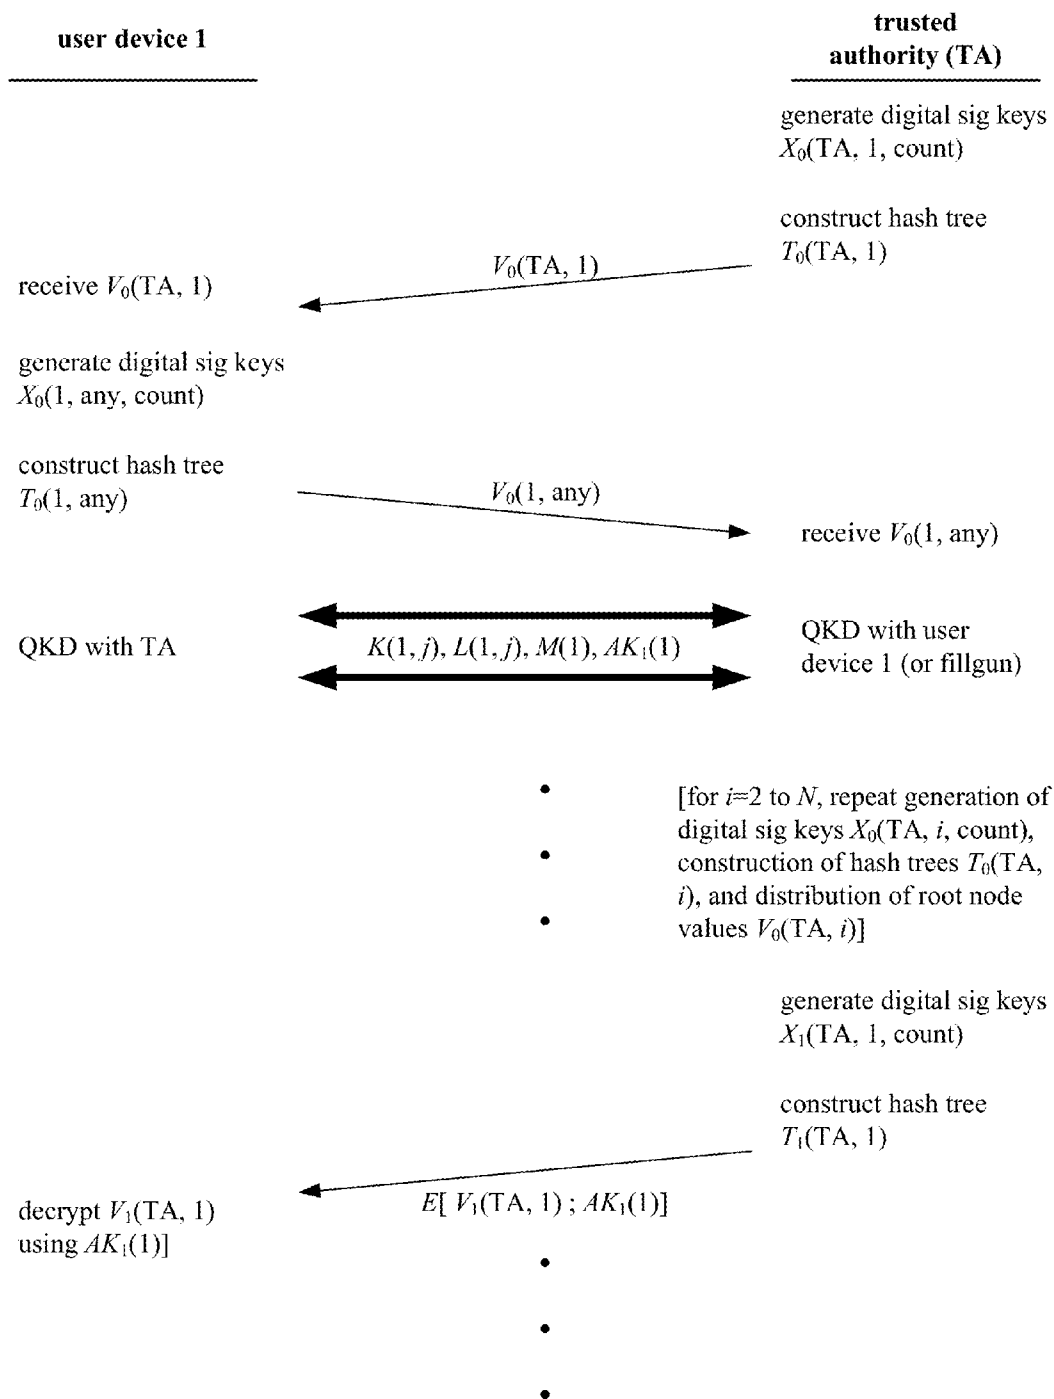 user device 1
trusted
authority (TA)
generate digital sig keys
X₀(TA, 1, count)
construct hash tree
T₀(TA, 1)
V₀(TA, 1)
receive V₀(TA, 1)
generate digital sig keys
X₀(1, any, count)
construct hash tree
T₀(1, any)
V₀(1, any)
receive V₀(1, any)
QKD with TA
K(1, j), L(1, j), M(1), AK₁(1)
QKD with user
device 1 (or fillgun)
[for i=2 to N, repeat generation of
digital sig keys X₀(TA, i, count),
construction of hash trees T₀(TA,
i), and distribution of root node
values V₀(TA, i)]
generate digital sig keys
X₁(TA, 1, count)
construct hash tree
T₁(TA, 1)
E[ V₁(TA, 1) ; AK₁(1)]
decrypt V₁(TA, 1)
using AK₁(1)]